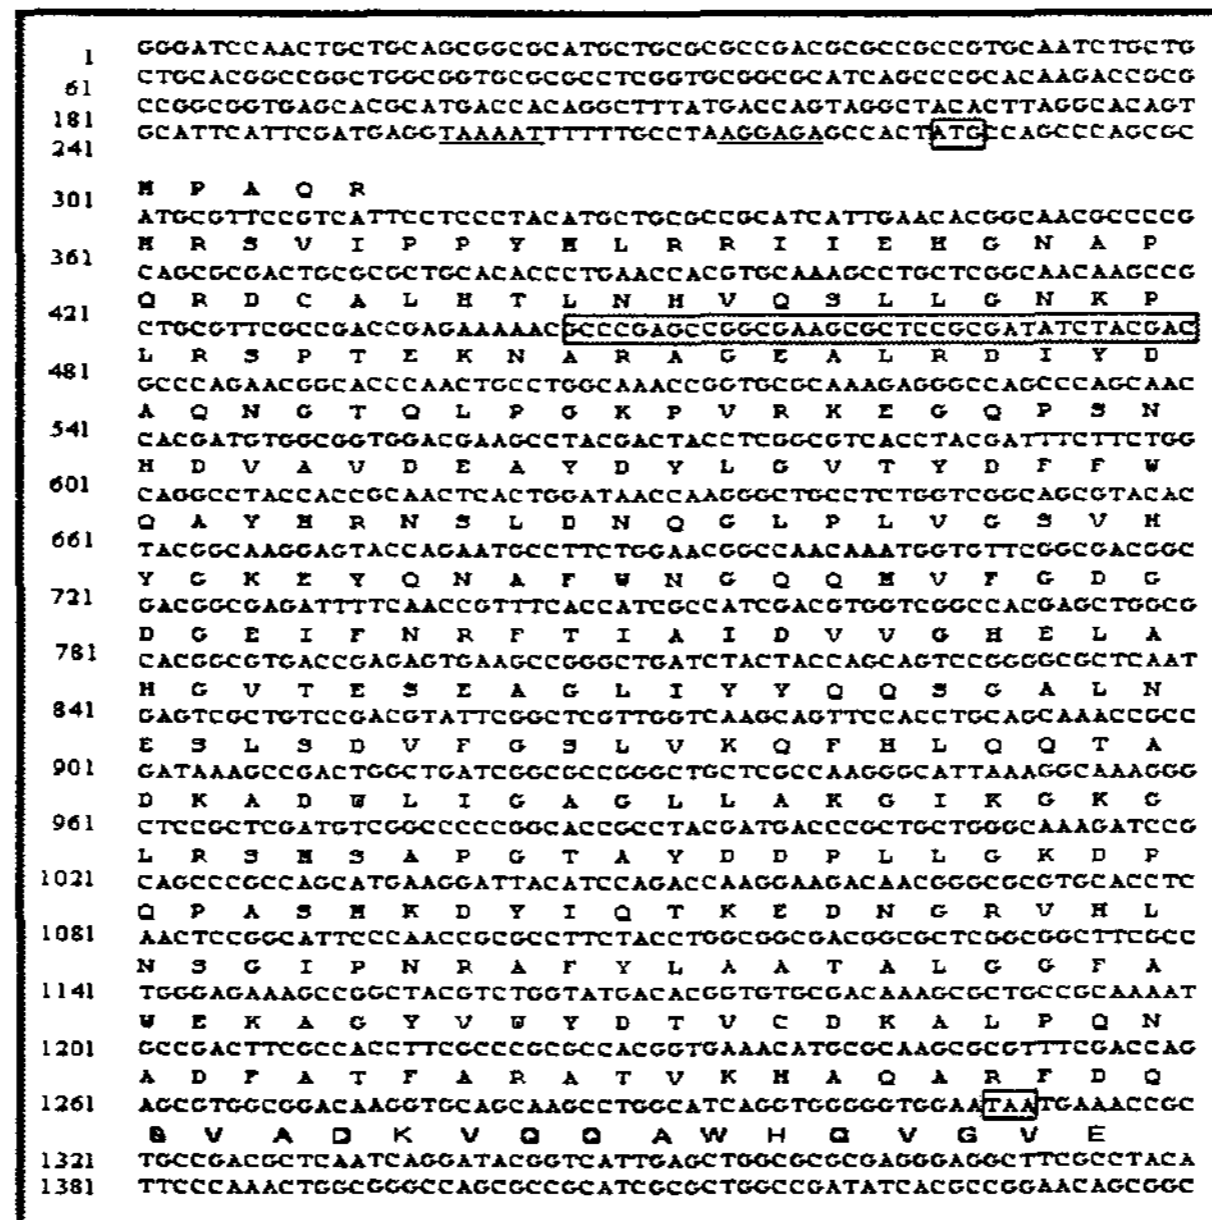 1 GGGATCCAACTGCTGCAGCGGCGCATGCTGCGCGCCGACGCGCCGCCGTGCAATCTGCTG
61 CTGCACGGCCGGCTGGCGGTGCGCGCCTCGGTGCGGCGCATCAGCCCGCACAAGACCGCG
181 CCGGCGGTGAGCACGCATGACCACAGGCTTTATGACCAGTAGGCTACACTTAGGCACAGT
241 GCATTCATTCGATGAGGTAAAATTTTTTGCCTAAGGAGAGCCACTATGCCAGCCCAGCGC
M P A Q R
301 ATGCGTTCCGTCATTCCTCCCTACATGCTGCGCCGCATCATTGAACACGGCAACGCCCCG
M R S V I P P Y M L R R I I E H G N A P
361 CAGCGCGACTGCGCGCTGCACACCCTGAACCACGTGCAAAGCCTGCTCGGCAACAAGCCG
Q R D C A L H T L N H V Q S L L G N K P
421 CTGCGTTCGCCGACCGAGAAAAACGCCCGAGCCGGCGAAGCGCTCCGCGATATCTACGAC
L R S P T E K N A R A G E A L R D I Y D
481 GCCCAGAACGGCACCCAACTGCCTGGCAAACCGGTGCGCAAAGAGGGCCAGCCCAGCAAC
A Q N G T Q L P G K P V R K E G Q P S N
541 CACGATGTGGCGGTGGACGAAGCCTACGACTACCTCGGCGTCACCTACGATTTCTTCTGG
H D V A V D E A Y D Y L G V T Y D F F W
601 CAGGCCTACCACCGCAACTCACTGGATAACCAAGGGCTGCCTCTGGTCGGCAGCGTACAC
Q A Y H R N S L D N Q G L P L V G S V H
661 TACGGCAAGGAGTACCAGAATGCCTTCTGGAACGGCCAACAAATGGTGTTCGGCGACGGC
Y G K E Y Q N A F W N G Q Q M V F G D G
721 GACGGCGAGATTTTCAACCGTTTCACCATCGCCATCGACGTGGTCGGCCACGAGCTGGCG
D G E I F N R F T I A I D V V G H E L A
781 CACGGCGTGACCGAGAGTGAAGCCGGGCTGATCTACTACCAGCAGTCCGGGGCGCTCAAT
H G V T E S E A G L I Y Y Q Q S G A L N
841 GAGTCGCTGTCCGACGTATTCGGCTCGTTGGTCAAGCAGTTCCACCTGCAGCAAACCGCC
E S L S D V F G S L V K Q F H L Q Q T A
901 GATAAAGCCGACTGGCTGATCGGCGCCGGGCTGCTCGCCAAGGGCATTAAAGGCAAAGGG
D K A D W L I G A G L L A K G I K G K G
961 CTCCGCTCGATGTCGGCCCCCGGCACCGCCTACGATGACCCGCTGCTGGGCAAAGATCCG
L R S M S A P G T A Y D D P L L G K D P
1021 CAGCCCGCCAGCATGAAGGATTACATCCAGACCAAGGAAGACAACGGGCGCGTGCACCTC
Q P A S M K D Y I Q T K E D N G R V H L
1081 AACTCCGGCATTCCCAACCGCGCCTTCTACCTGGCGGCGACGGCGCTCGGCGGCTTCGCC
N S G I P N R A F Y L A A T A L G G F A
1141 TGGGAGAAAGCCGGCTACGTCTGGTATGACACGGTGTGCGACAAAGCGCTGCCGCAAAAT
W E K A G Y V W Y D T V C D K A L P Q N
1201 GCCGACTTCGCCACCTTCGCCCGCGCCACGGTGAAACATGCGCAAGCGCGTTTCGACCAG
A D F A T F A R A T V K H A Q A R F D Q
1261 AGCGTGGCGGACAAGGTGCAGCAAGCCTGGCATCAGGTGGGGGTGGAATAATGAAACCGC
S V A D K V Q Q A W H Q V G V E
1321 TGCCGACGCTCAATCAGGATACGGTCATTGAGCTGGCGCGCGAGGGAGGCTTCGCCTACA
1381 TTCCCAAACTGGCGGGCCAGCGCCGCATCGCGCTGGCCGATATCACGCCGGAACAGCGGC